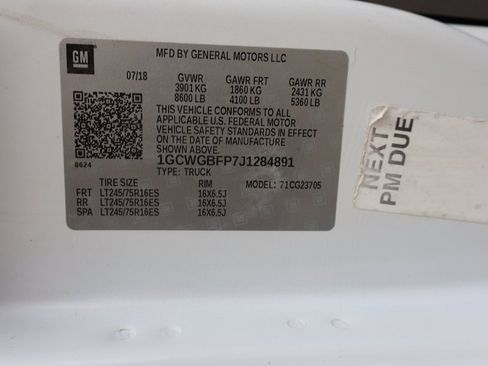 GM
MFD BY GENERAL MOTORS LLC
07/18 GVWR GAWR FRT GAWR RR
3901 KG 1860 KG 2431 KG
8600 LB 4100 LB 5360 LB
THIS VEHICLE CONFORMS TO ALL
APPLICABLE U.S. FEDERAL MOTOR
VEHICLE SAFETY STANDARDS IN EFFECT
ON THE DATE OF MANUFACTURE
SHOWN ABOVE.
8624
1GCWGBFP7J1284891
TYPE: TRUCK
TIRE SIZE RIM MODEL: 71CG23705
FRT LT245/75R16ES 16X6.5J
RR LT245/75R16ES 16X6.5J
SPA LT245/75R16ES 16X6.5J
NEXT
PM DUE